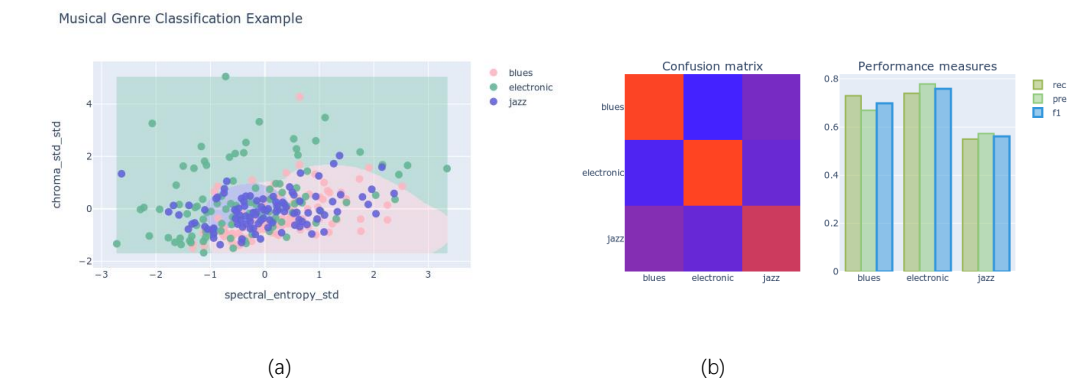 Musical Genre Classification Example
chroma_std_std
4
2
0
−2
−3 −2 −1 0 1 2 3
spectral_entropy_std
blues
electronic
jazz
(a)
Confusion matrix
blues
electronic
jazz
blues electronic jazz
Performance measures
0.8
0.6
0.4
0.2
0
blues electronic jazz
rec
pre
f1
(b)